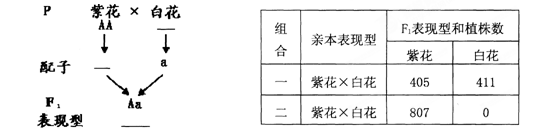 P 紫花 × 白花
AA
配子 a
F₁ Aa
表现型
组合 亲本表现型 F₁表现型和植株数
紫花 白花
一 紫花×白花 405 411
二 紫花×白花 807 0